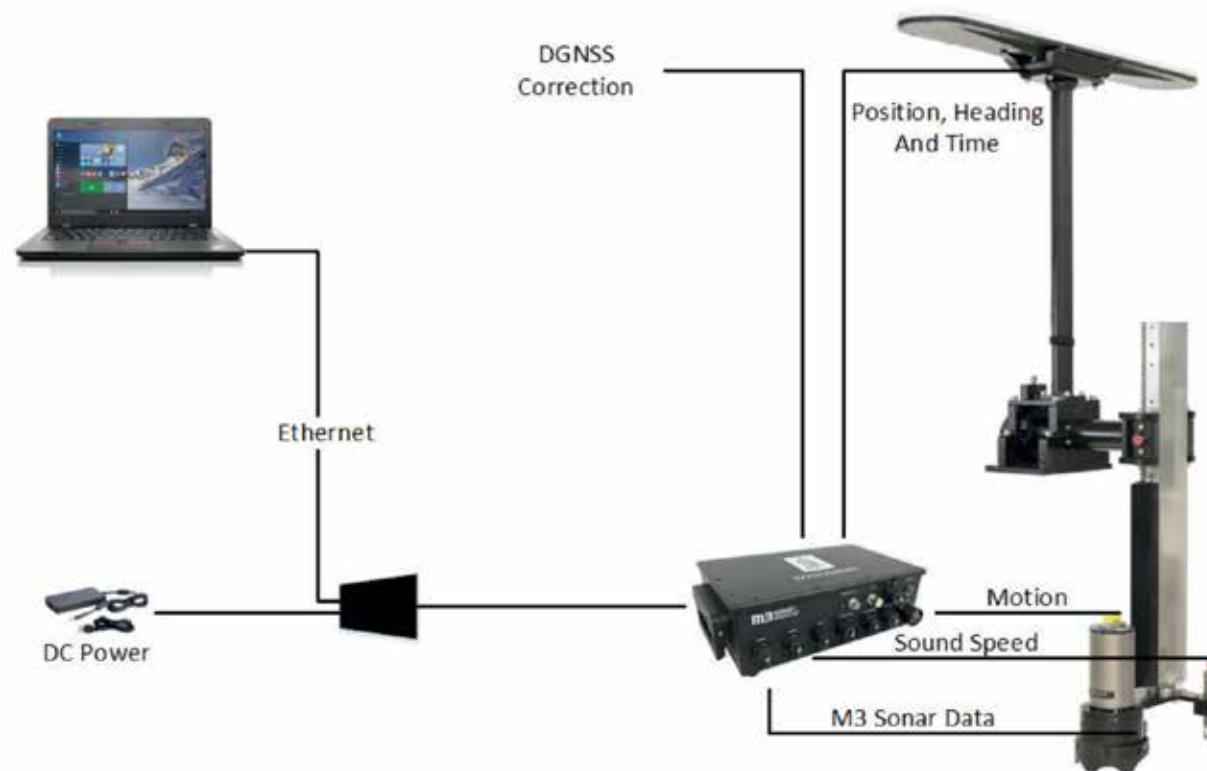 DGNSS
Correction
Position, Heading
And Time
Ethernet
DC Power
m3
Motion
Sound Speed
M3 Sonar Data